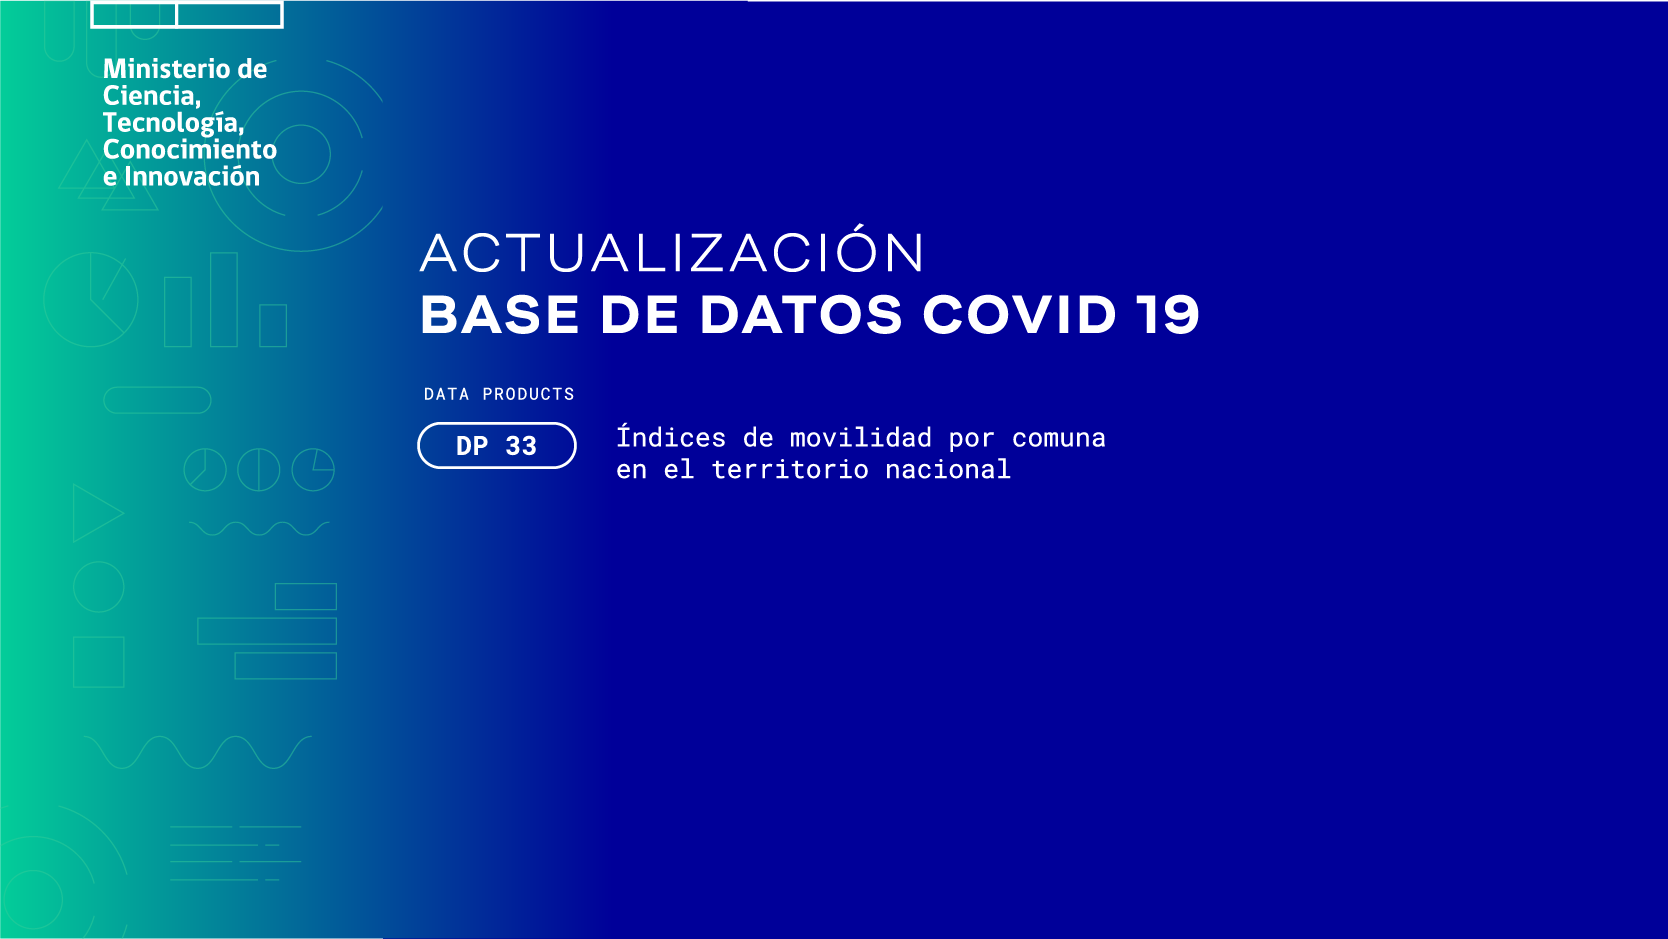 Ministerio de
Ciencia,
Tecnología,
Conocimiento
e Innovación
ACTUALIZACIÓN
BASE DE DATOS COVID 19
DATA PRODUCTS
DP 33
Índices de movilidad por comuna
en el territorio nacional